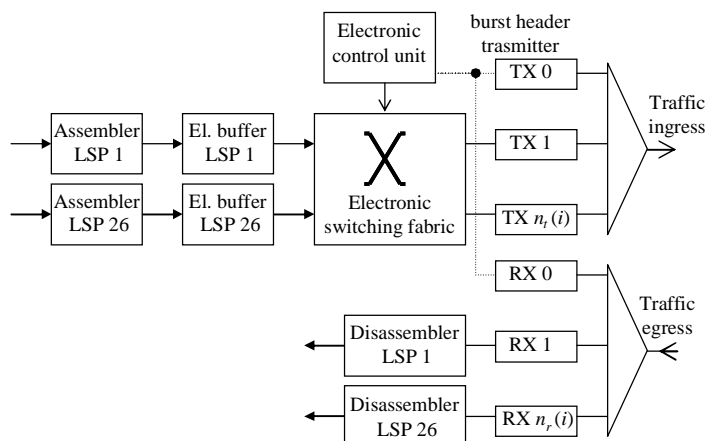 Electronic
control unit
burst header
trasmitter
TX 0
Traffic
ingress
Assembler
LSP 1
El. buffer
LSP 1
TX 1
Assembler
LSP 26
El. buffer
LSP 26
Electronic
switching fabric
TX n_t(i)
RX 0
Traffic
egress
Disassembler
LSP 1
RX 1
Disassembler
LSP 26
RX n_r(i)